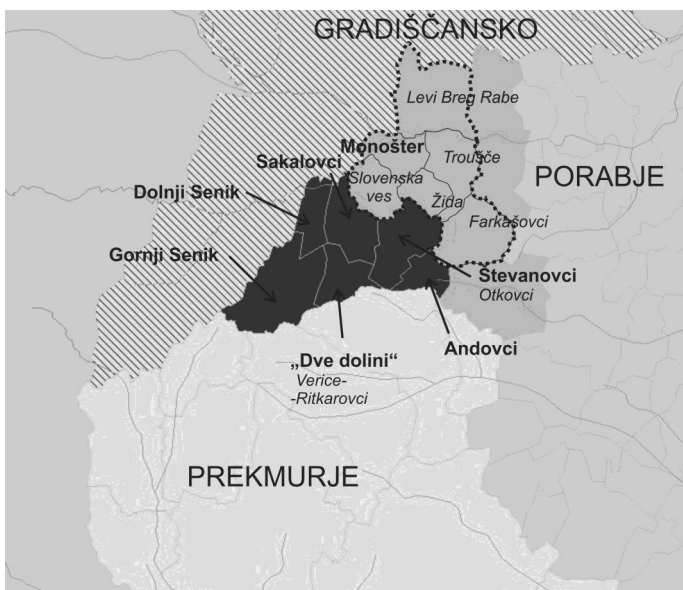 GRADIŠČANSKO
Levi Breg Rabe
Monošter
Sakalovci
Troušče
Slovenska
ves
PORABJE
Dolnji Senik
Žida
Farkašovci
Gornji Senik
Števanovci
Otkovci
Andovci
„Dve dolini“
Verice-
-Ritkarovci
PREKMURJE